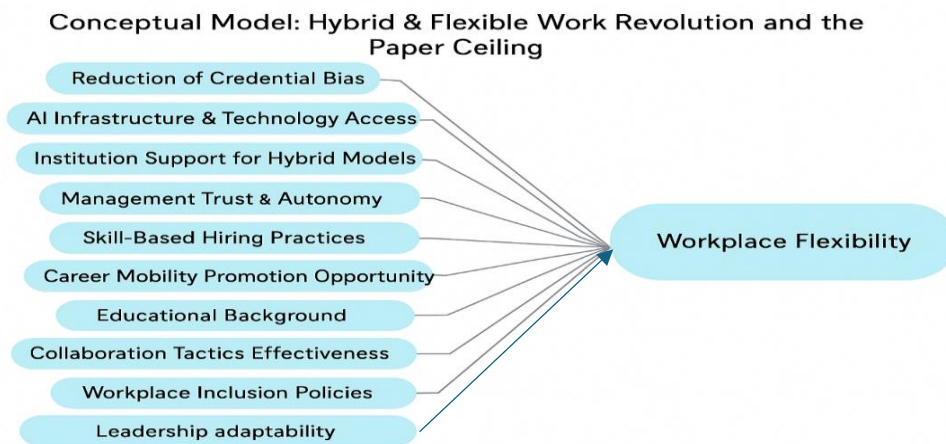 Conceptual Model: Hybrid & Flexible Work Revolution and the
Paper Ceiling
Reduction of Credential Bias
AI Infrastructure & Technology Access
Institution Support for Hybrid Models
Management Trust & Autonomy
Skill-Based Hiring Practices
Career Mobility Promotion Opportunity
Educational Background
Collaboration Tactics Effectiveness
Workplace Inclusion Policies
Leadership adaptability
Workplace Flexibility